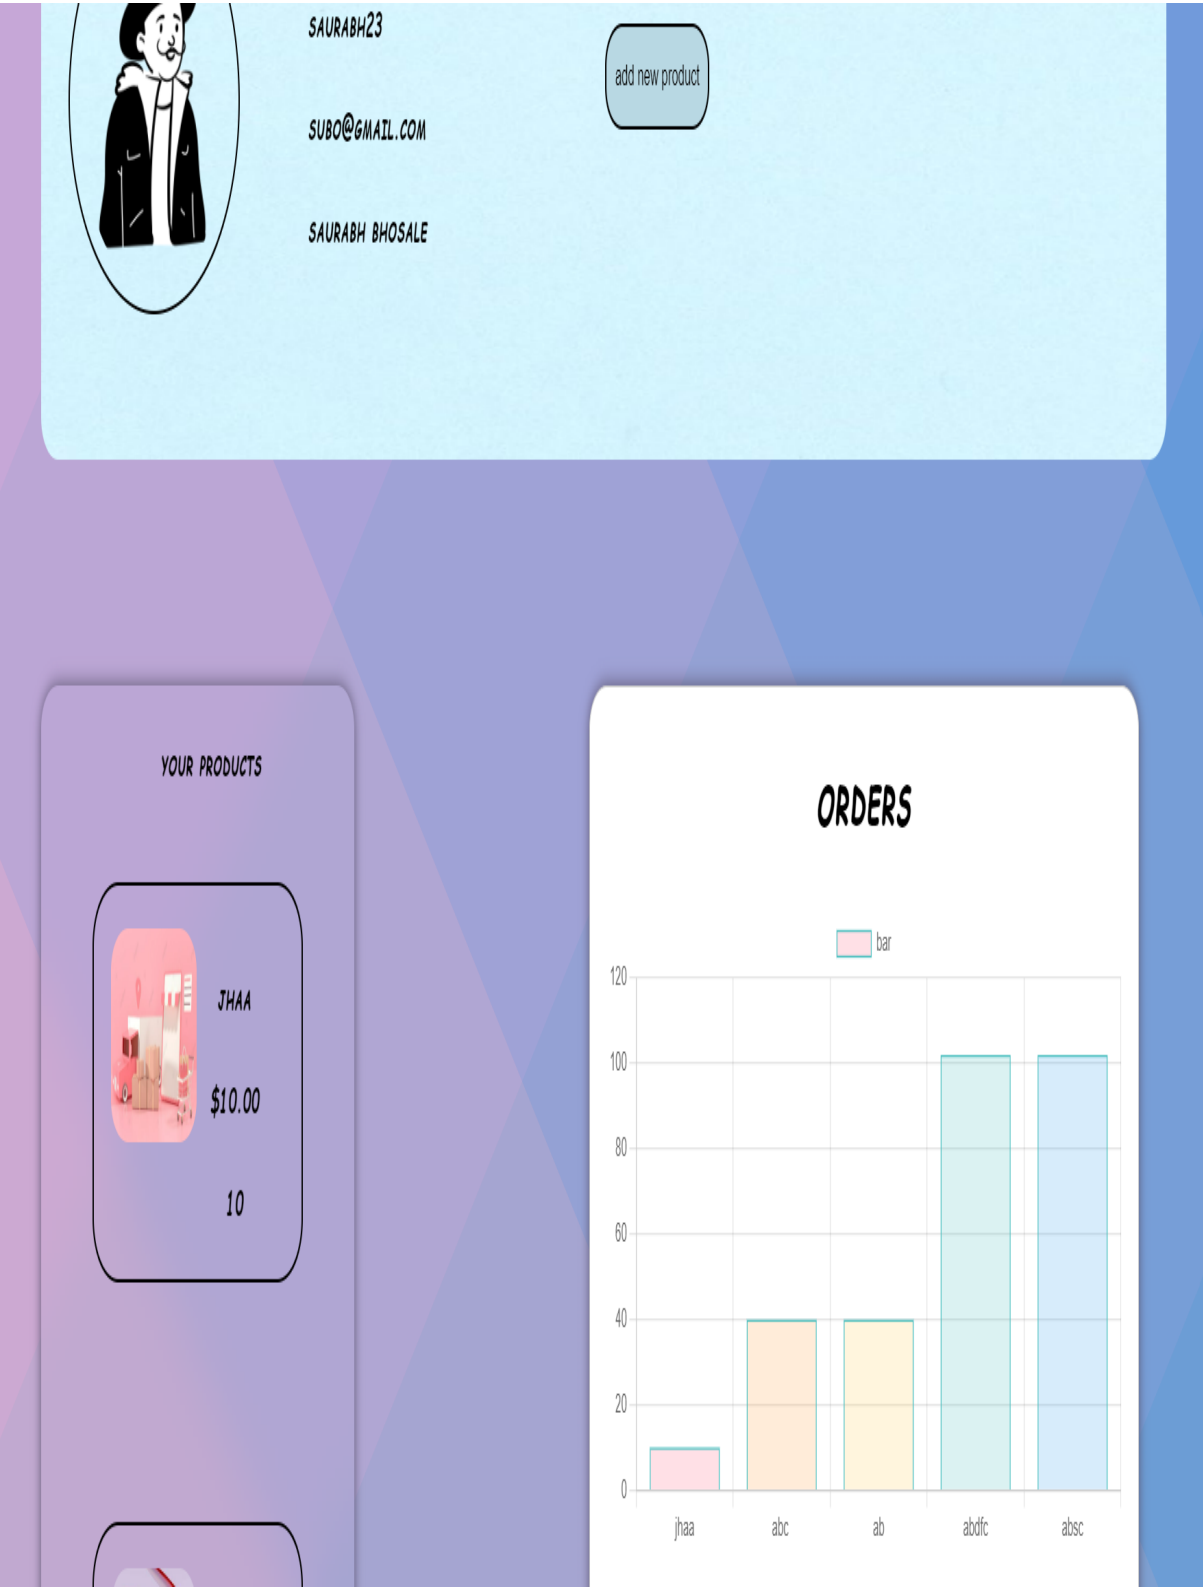 SAURABH23
add new product
SUBO@GMAIL.COM
SAURABH BHOSALE
YOUR PRODUCTS
JHAA
$10.00
10
ORDERS
bar
120
100
80
60
40
20
0
jhaa abc ab abdfc absc